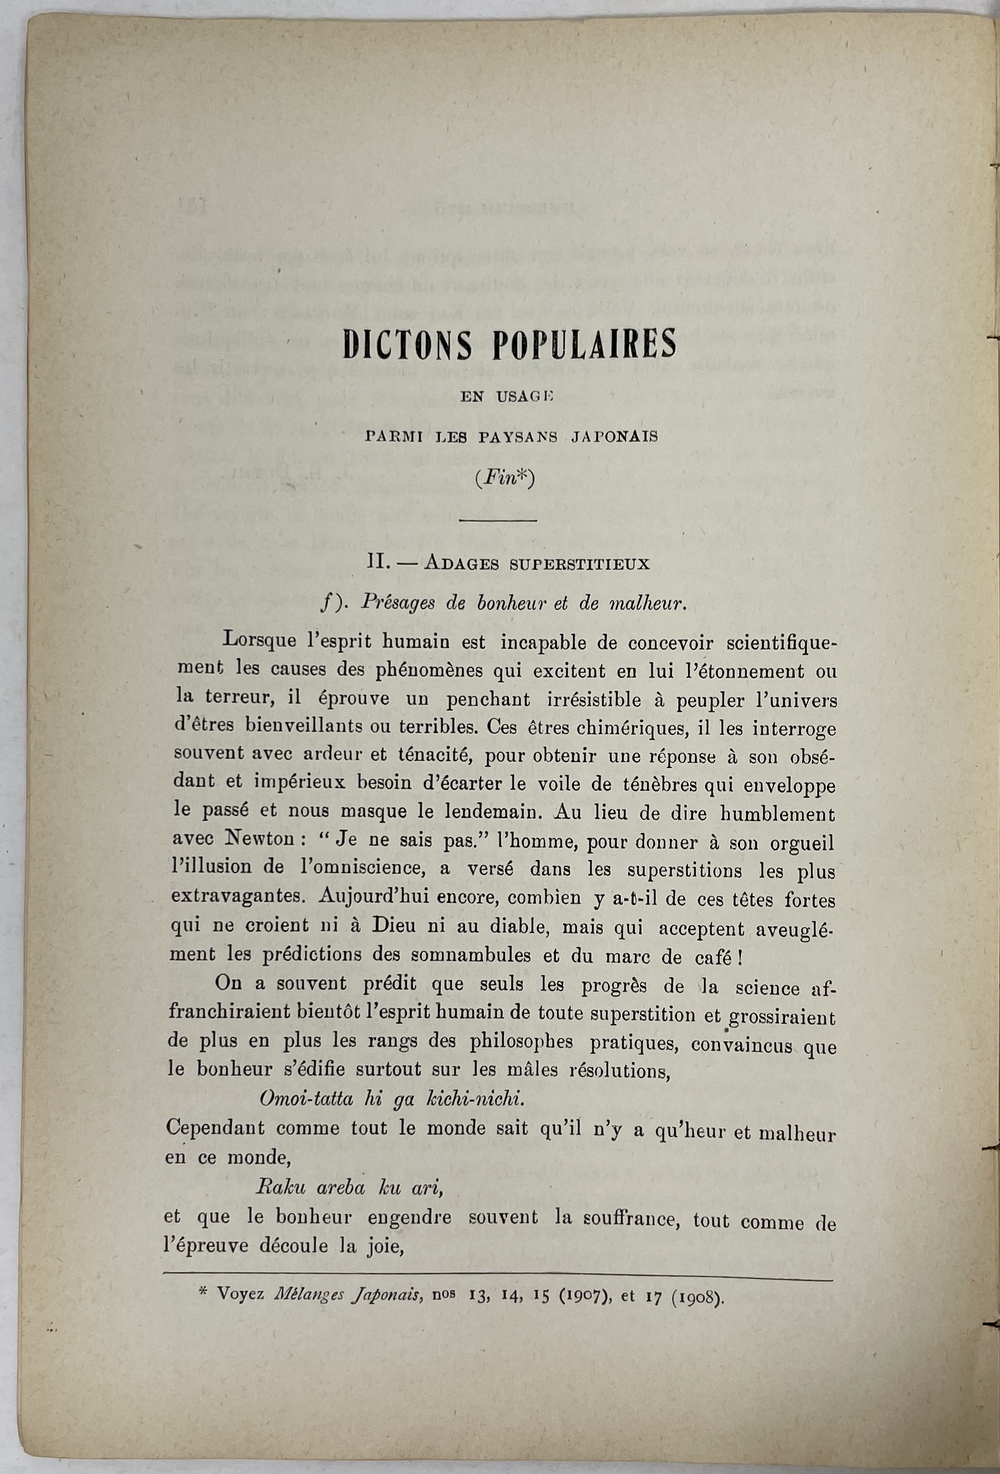 DICTONS POPULAIRES
EN USAGE
PARMI LES PAYSANS JAPONAIS
(Fin*)
II. — ADAGES SUPERSTITIEUX
f). Présages de bonheur et de malheur.
Lorsque l'esprit humain est incapable de concevoir scientifique-
ment les causes des phénomènes qui excitent en lui l'étonnement ou
la terreur, il éprouve un penchant irrésistible à peupler l'univers
d'êtres bienveillants ou terribles. Ces êtres chimériques, il les interroge
souvent avec ardeur et ténacité, pour obtenir une réponse à son obsé-
dant et impérieux besoin d'écarter le voile de ténèbres qui enveloppe
le passé et nous masque le lendemain. Au lieu de dire humblement
avec Newton : “ Je ne sais pas.” l'homme, pour donner à son orgueil
l'illusion de l'omniscience, a versé dans les superstitions les plus
extravagantes. Aujourd'hui encore, combien y a-t-il de ces têtes fortes
qui ne croient ni à Dieu ni au diable, mais qui acceptent aveuglé-
ment les prédictions des somnambules et du marc de café !
On a souvent prédit que seuls les progrès de la science af-
franchiraient bientôt l'esprit humain de toute superstition et grossiraient
de plus en plus les rangs des philosophes pratiques, convaincus que
le bonheur s'édifie surtout sur les mâles résolutions,
Omoi-tatta hi ga kichi-nichi.
Cependant comme tout le monde sait qu'il n'y a qu'heur et malheur
en ce monde,
Raku areba ku ari,
et que le bonheur engendre souvent la souffrance, tout comme de
l'épreuve découle la joie,
* Voyez Mélanges Japonais, nos 13, 14, 15 (1907), et 17 (1908).